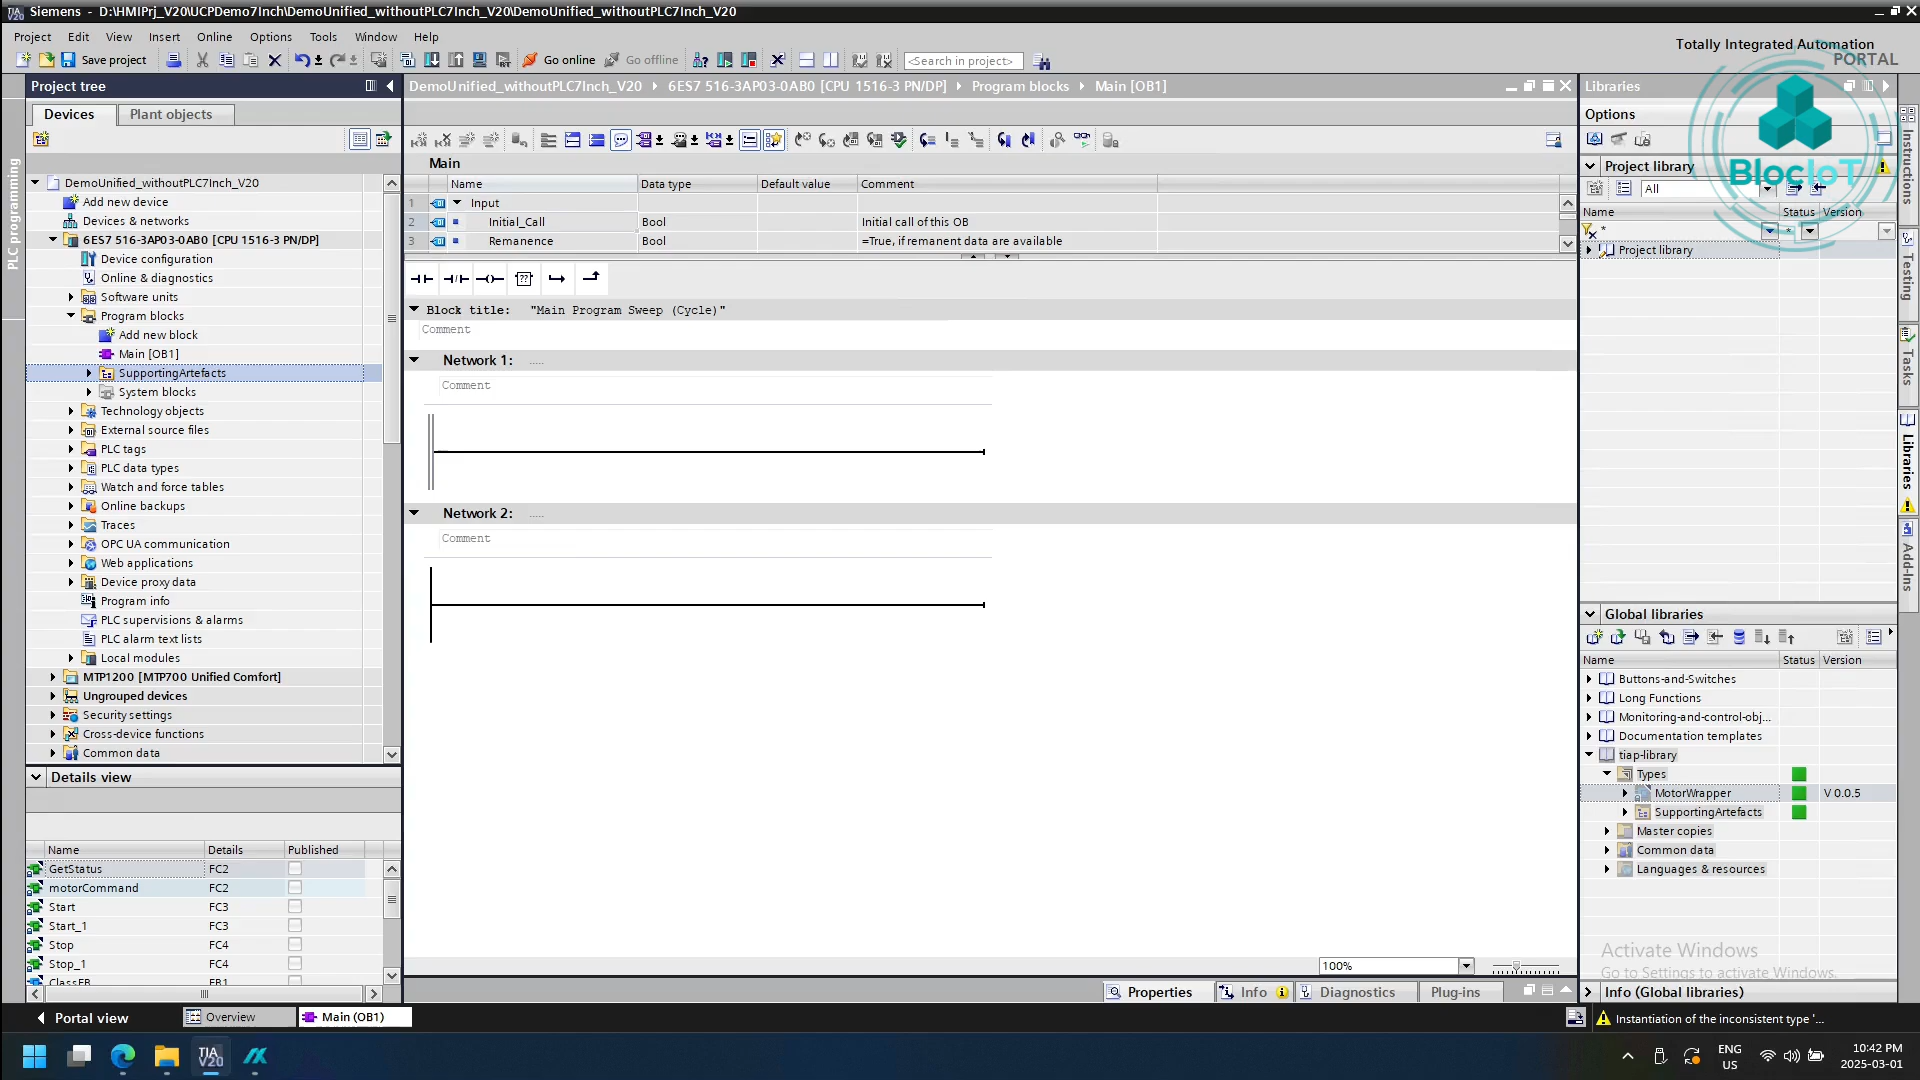 Siemens - D:\HMIPrj_V20\UCPDemo7Inch\DemoUnified_withoutPLC7Inch_V20\DemoUnified_withoutPLC7Inch_V20
Project Edit View Insert Online Options Tools Window Help
Totally Integrated Automation
PORTAL
Save project
Go online
Go offline
<Search in project>
Project tree
DemoUnified_withoutPLC7Inch_V20 6ES7 516-3AP03-0AB0 [CPU 1516-3 PN/DP] Program blocks Main [OB1]
Libraries
Devices
Plant objects
Options
PLC programming
DemoUnified_withoutPLC7Inch_V20
Add new device
Devices & networks
6ES7 516-3AP03-0AB0 [CPU 1516-3 PN/DP]
Device configuration
Online & diagnostics
Software units
Program blocks
Add new block
Main [OB1]
SupportingArtefacts
System blocks
Technology objects
External source files
PLC tags
PLC data types
Watch and force tables
Online backups
Traces
OPC UA communication
Web applications
Device proxy data
Program info
PLC supervisions & alarms
PLC alarm text lists
Local modules
MTP1200 [MTP700 Unified Comfort]
Ungrouped devices
Security settings
Cross-device functions
Common data
Details view
Name Details Published
GetStatus FC2
motorCommand FC2
Start FC3
Start_1 FC3
Stop FC4
Stop_1 FC4
ClassFB FB1
Main
Name Data type Default value Comment
1 Input
2 Initial_Call Bool Initial call of this OB
3 Remanence Bool =True, if remanent data are available
??
Block title: "Main Program Sweep (Cycle)"
Comment
Network 1: .....
Comment
Network 2: .....
Comment
100%
Properties
Info
Diagnostics
Plug-ins
Project library
BlocIoT
All
Name Status Version
*
*
Project library
Global libraries
Name Status Version
Buttons-and-Switches
Long Functions
Monitoring-and-control-obj...
Documentation templates
tiap-library
Types
MotorWrapper V 0.0.5
SupportingArtefacts
Master copies
Common data
Languages & resources
Activate Windows
Go to Settings to activate Windows.
Info (Global libraries)
Instructions
Testing
Tasks
Libraries
Add-Ins
Portal view
Overview
Main (OB1)
Instantiation of the inconsistent type '...
TIA
V20
ENG
US
10:42 PM
2025-03-01